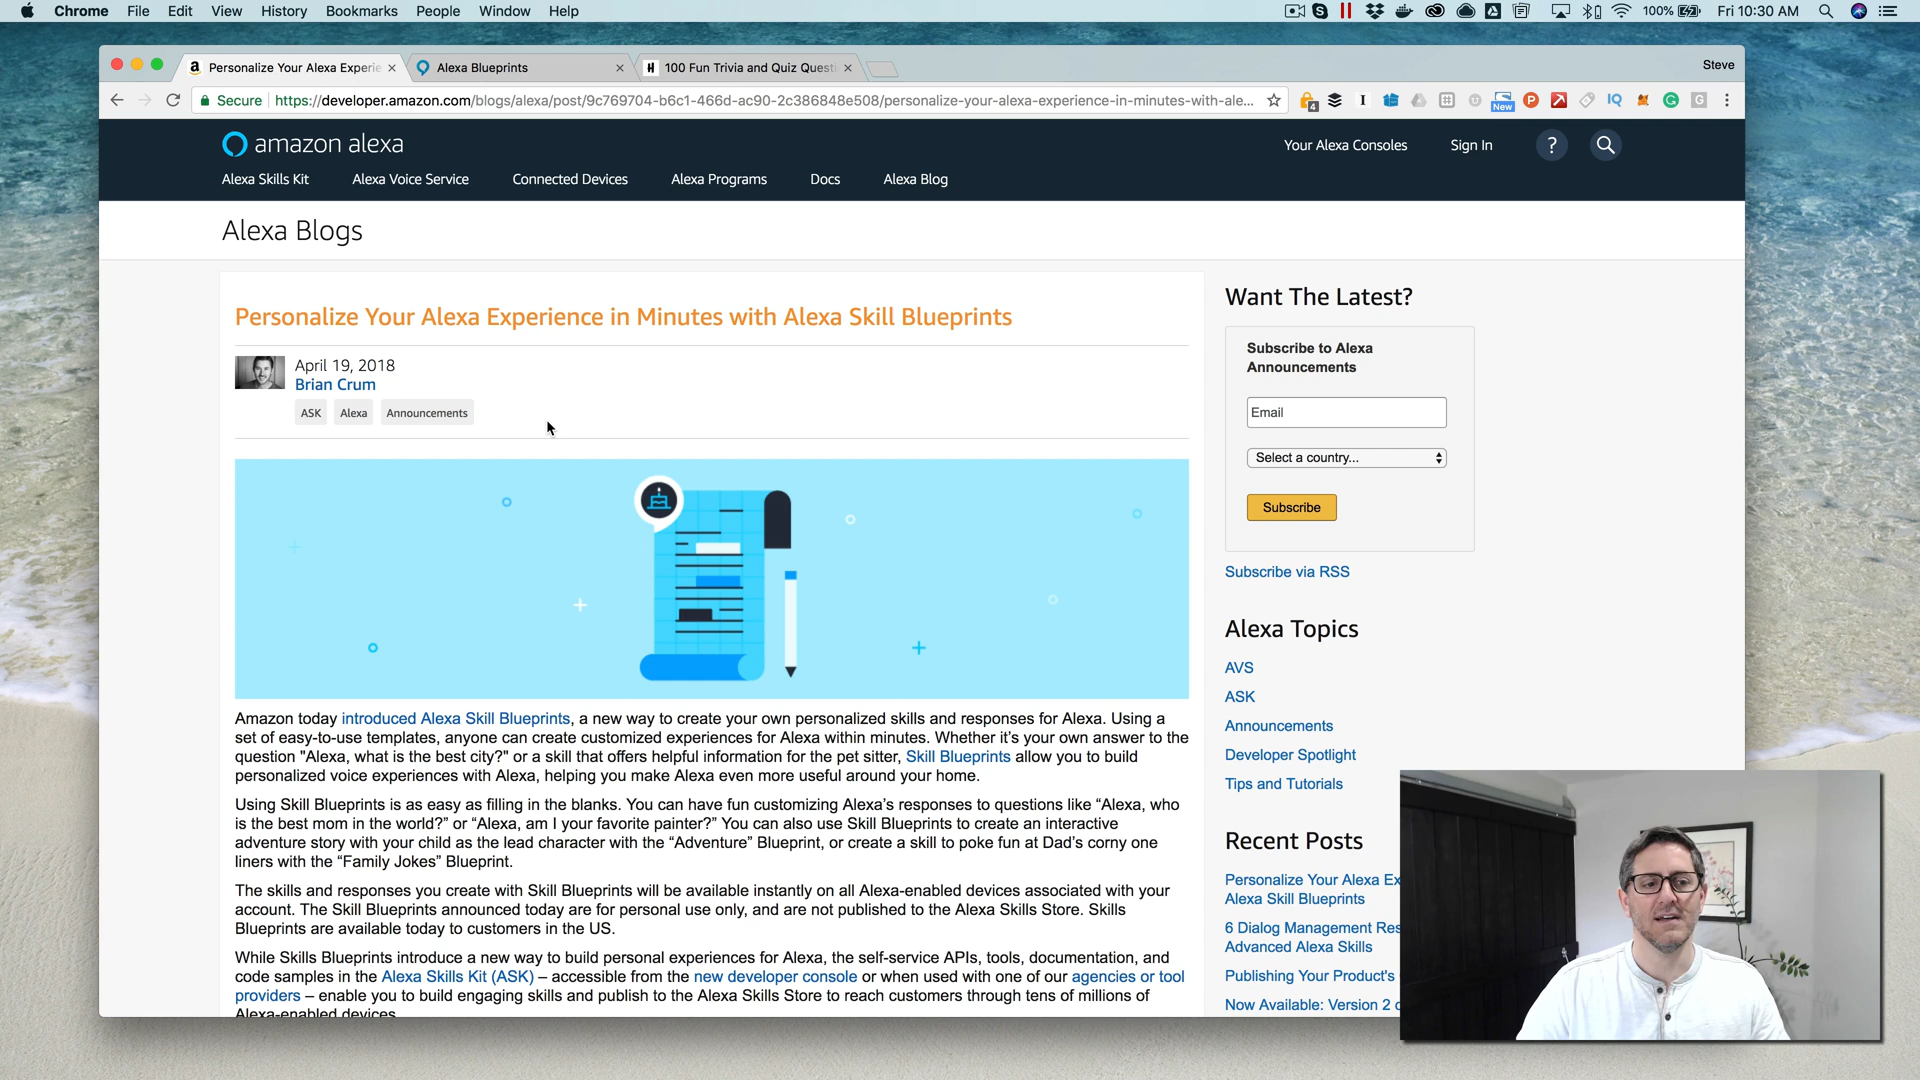 Chrome File Edit View History Bookmarks People Window Help 100% Fri 10:30 AM
Personalize Your Alexa Experie Alexa Blueprints 100 Fun Trivia and Quiz Quest Steve
Secure https://developer.amazon.com/blogs/alexa/post/9c769704-b6c1-466d-ac90-2c386848e508/personalize-your-alexa-experience-in-minutes-with-ale... 4 New IQ
amazon alexa
Your Alexa Consoles Sign In ?
Alexa Skills Kit Alexa Voice Service Connected Devices Alexa Programs Docs Alexa Blog
Alexa Blogs
Personalize Your Alexa Experience in Minutes with Alexa Skill Blueprints
April 19, 2018
Brian Crum
ASK Alexa Announcements
Amazon today introduced Alexa Skill Blueprints, a new way to create your own personalized skills and responses for Alexa. Using a
set of easy-to-use templates, anyone can create customized experiences for Alexa within minutes. Whether it's your own answer to the
question "Alexa, what is the best city?" or a skill that offers helpful information for the pet sitter, Skill Blueprints allow you to build
personalized voice experiences with Alexa, helping you make Alexa even more useful around your home.
Using Skill Blueprints is as easy as filling in the blanks. You can have fun customizing Alexa's responses to questions like “Alexa, who
is the best mom in the world?” or “Alexa, am I your favorite painter?” You can also use Skill Blueprints to create an interactive
adventure story with your child as the lead character with the “Adventure” Blueprint, or create a skill to poke fun at Dad's corny one
liners with the “Family Jokes” Blueprint.
The skills and responses you create with Skill Blueprints will be available instantly on all Alexa-enabled devices associated with your
account. The Skill Blueprints announced today are for personal use only, and are not published to the Alexa Skills Store. Skills
Blueprints are available today to customers in the US.
While Skills Blueprints introduce a new way to build personal experiences for Alexa, the self-service APIs, tools, documentation, and
code samples in the Alexa Skills Kit (ASK) – accessible from the new developer console or when used with one of our agencies or tool
providers – enable you to build engaging skills and publish to the Alexa Skills Store to reach customers through tens of millions of
Alexa-enabled devices.
Want The Latest?
Subscribe to Alexa
Announcements
Email
Select a country...
Subscribe
Subscribe via RSS
Alexa Topics
AVS
ASK
Announcements
Developer Spotlight
Tips and Tutorials
Recent Posts
Personalize Your Alexa Ex
Alexa Skill Blueprints
6 Dialog Management Res
Advanced Alexa Skills
Publishing Your Product's
Now Available: Version 2